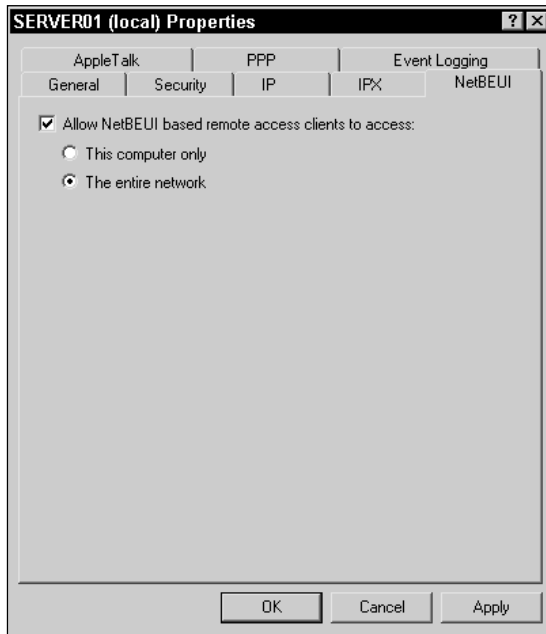 SERVER01 (local) Properties
AppleTalk PPP Event Logging
General Security IP IPX NetBEUI
Allow NetBEUI based remote access clients to access:
This computer only
The entire network
OK Cancel Apply